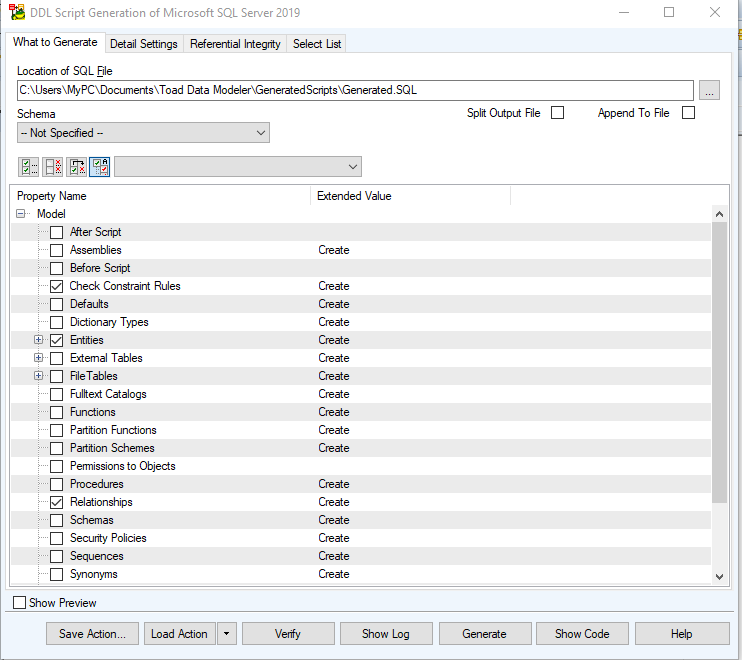 DDL Script Generation of Microsoft SQL Server 2019
What to Generate Detail Settings Referential Integrity Select List
Location of SQL File
C:\Users\MyPC\Documents\Toad Data Modeler\GeneratedScripts\Generated.SQL ...
Schema Split Output File Append To File
-- Not Specified --
Property Name Extended Value
Model
After Script
Assemblies Create
Before Script
Check Constraint Rules Create
Defaults Create
Dictionary Types Create
Entities Create
External Tables Create
FileTables Create
Fulltext Catalogs Create
Functions Create
Partition Functions Create
Partition Schemes Create
Permissions to Objects
Procedures Create
Relationships Create
Schemas Create
Security Policies Create
Sequences Create
Synonyms Create
Show Preview
Save Action... Load Action Verify Show Log Generate Show Code Help